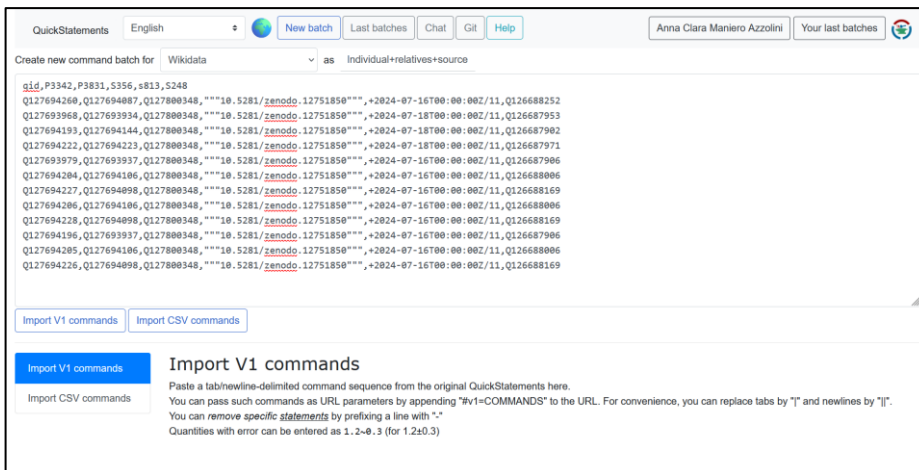 QuickStatements English New batch Last batches Chat Git Help Anna Clara Maniero Azzolini Your last batches
Create new command batch for Wikidata as Individual+relatives+source
qid,P3342,P3831,S356,s813,S248
Q127694260,Q127694087,Q127800348,"""10.5281/zenodo.12751850""",+2024-07-16T00:00:00Z/11,Q126688252
Q127693968,Q127693934,Q127800348,"""10.5281/zenodo.12751850""",+2024-07-18T00:00:00Z/11,Q126687953
Q127694193,Q127694144,Q127800348,"""10.5281/zenodo.12751850""",+2024-07-18T00:00:00Z/11,Q126687902
Q127694222,Q127694223,Q127800348,"""10.5281/zenodo.12751850""",+2024-07-18T00:00:00Z/11,Q126687971
Q127693979,Q127693937,Q127800348,"""10.5281/zenodo.12751850""",+2024-07-16T00:00:00Z/11,Q126687906
Q127694204,Q127694106,Q127800348,"""10.5281/zenodo.12751850""",+2024-07-16T00:00:00Z/11,Q126688006
Q127694227,Q127694098,Q127800348,"""10.5281/zenodo.12751850""",+2024-07-16T00:00:00Z/11,Q126688169
Q127694206,Q127694106,Q127800348,"""10.5281/zenodo.12751850""",+2024-07-16T00:00:00Z/11,Q126688006
Q127694228,Q127694098,Q127800348,"""10.5281/zenodo.12751850""",+2024-07-16T00:00:00Z/11,Q126688169
Q127694196,Q127693937,Q127800348,"""10.5281/zenodo.12751850""",+2024-07-16T00:00:00Z/11,Q126687906
Q127694205,Q127694106,Q127800348,"""10.5281/zenodo.12751850""",+2024-07-16T00:00:00Z/11,Q126688006
Q127694226,Q127694098,Q127800348,"""10.5281/zenodo.12751850""",+2024-07-16T00:00:00Z/11,Q126688169
Import V1 commands Import CSV commands
Import V1 commands
Import CSV commands
Import V1 commands
Paste a tab/newline-delimited command sequence from the original QuickStatements here.
You can pass such commands as URL parameters by appending "#v1=COMMANDS" to the URL. For convenience, you can replace tabs by "|" and newlines by "||".
You can remove specific statements by prefixing a line with "-"
Quantities with error can be entered as 1.2~0.3 (for 1.2±0.3)